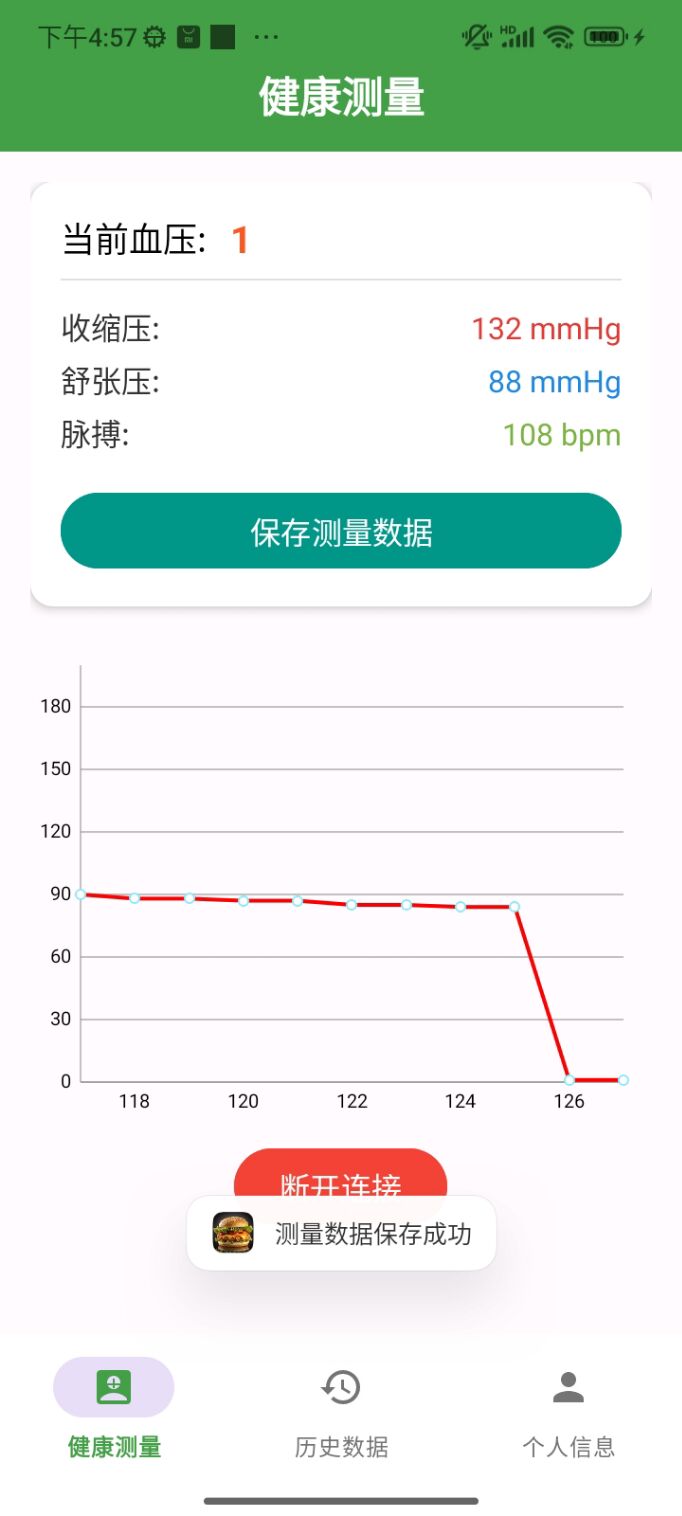 下午4:57
HD
100
健康测量
当前血压: 1
收缩压: 132 mmHg
舒张压: 88 mmHg
脉搏: 108 bpm
保存测量数据
180
150
120
90
60
30
0
118 120 122 124 126
断开连接
测量数据保存成功
健康测量 历史数据 个人信息